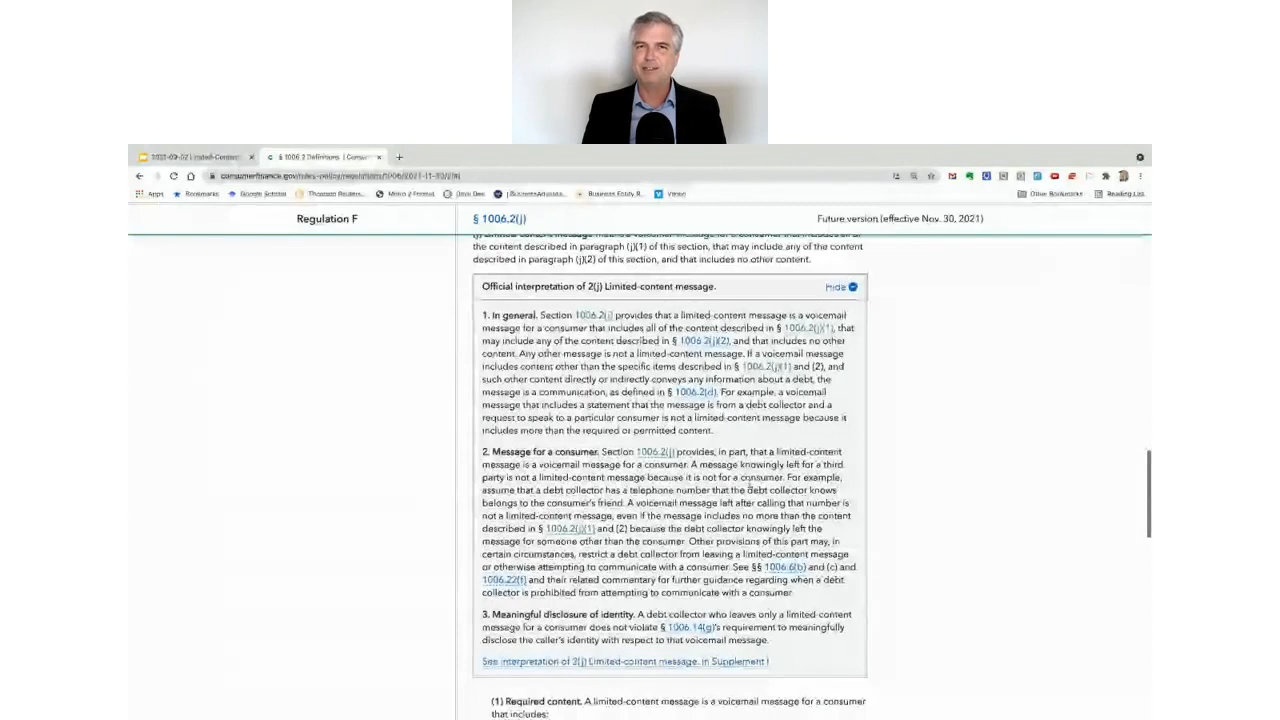 § 1006.2 Definitions | Consu
Apps
Bookmarks
Google Scholar
Business Entity R...
Other Bookmarks
Reading List
Regulation F
§ 1006.2(j)
Future version (effective Nov. 30, 2021)
the content described in paragraph (j)(1) of this section, that may include any of the content
described in paragraph (j)(2) of this section, and that includes no other content.
Official interpretation of 2(j) Limited-content message.
Hide
1. In general. Section 1006.2(j) provides that a limited-content message is a voicemail
message for a consumer that includes all of the content described in § 1006.2(j)(1), that
may include any of the content described in § 1006.2(j)(2), and that includes no other
content. Any other message is not a limited-content message. If a voicemail message
includes content other than the specific items described in § 1006.2(j)(1) and (2), and
such other content directly or indirectly conveys any information about a debt, the
message is a communication, as defined in § 1006.2(d). For example, a voicemail
message that includes a statement that the message is from a debt collector and a
request to speak to a particular consumer is not a limited-content message because it
includes more than the required or permitted content.
2. Message for a consumer. Section 1006.2(j) provides, in part, that a limited-content
message is a voicemail message for a consumer. A message knowingly left for a third
party is not a limited-content message because it is not for a consumer. For example,
assume that a debt collector has a telephone number that the debt collector knows
belongs to the consumer's friend. A voicemail message left after calling that number is
not a limited-content message, even if the message includes no more than the content
described in § 1006.2(j)(1) and (2) because the debt collector knowingly left the
message for someone other than the consumer. Other provisions of this part may, in
certain circumstances, restrict a debt collector from leaving a limited-content message
or otherwise attempting to communicate with a consumer. See §§ 1006.6(b) and (c) and
1006.22(f) and their related commentary for further guidance regarding when a debt
collector is prohibited from attempting to communicate with a consumer.
3. Meaningful disclosure of identity. A debt collector who leaves only a limited-content
message for a consumer does not violate § 1006.14(g)'s requirement to meaningfully
disclose the caller's identity with respect to that voicemail message.
See interpretation of 2(j) Limited-content message. in Supplement I
(1) Required content. A limited-content message is a voicemail message for a consumer
that includes: